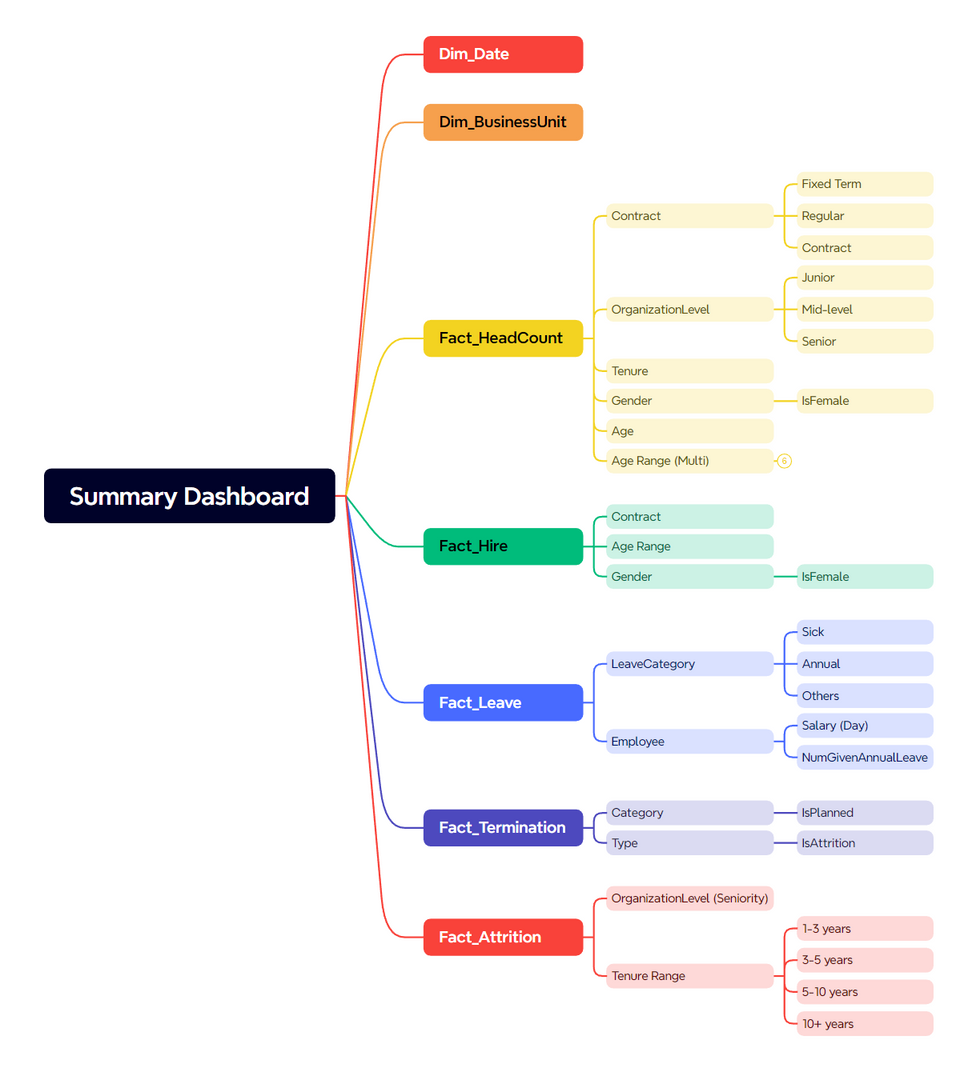 Summary Dashboard
Dim_Date
Dim_BusinessUnit
Fact_HeadCount
Contract
Fixed Term
Regular
Contract
OrganizationLevel
Junior
Mid-level
Senior
Tenure
Gender
IsFemale
Age
Age Range (Multi)
6
Fact_Hire
Contract
Age Range
Gender
IsFemale
Fact_Leave
LeaveCategory
Sick
Annual
Others
Employee
Salary (Day)
NumGivenAnnualLeave
Fact_Termination
Category
IsPlanned
Type
IsAttrition
Fact_Attrition
OrganizationLevel (Seniority)
Tenure Range
1-3 years
3-5 years
5-10 years
10+ years